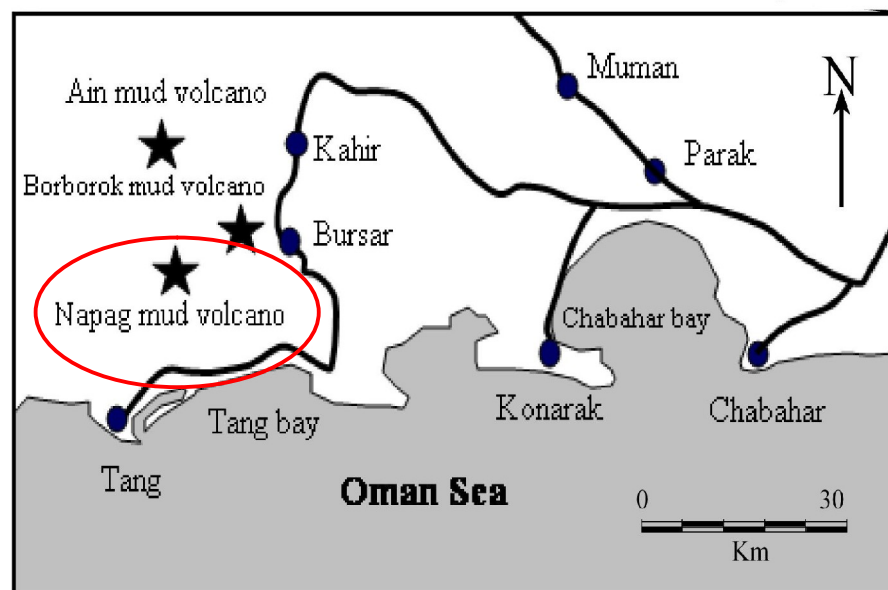 Muman
N
Ain mud volcano
Kahir
Parak
Borborok mud volcano
Bursar
Napag mud volcano
Chabahar bay
Tang bay
Konarak
Chabahar
Tang
Oman Sea
0 30
Km